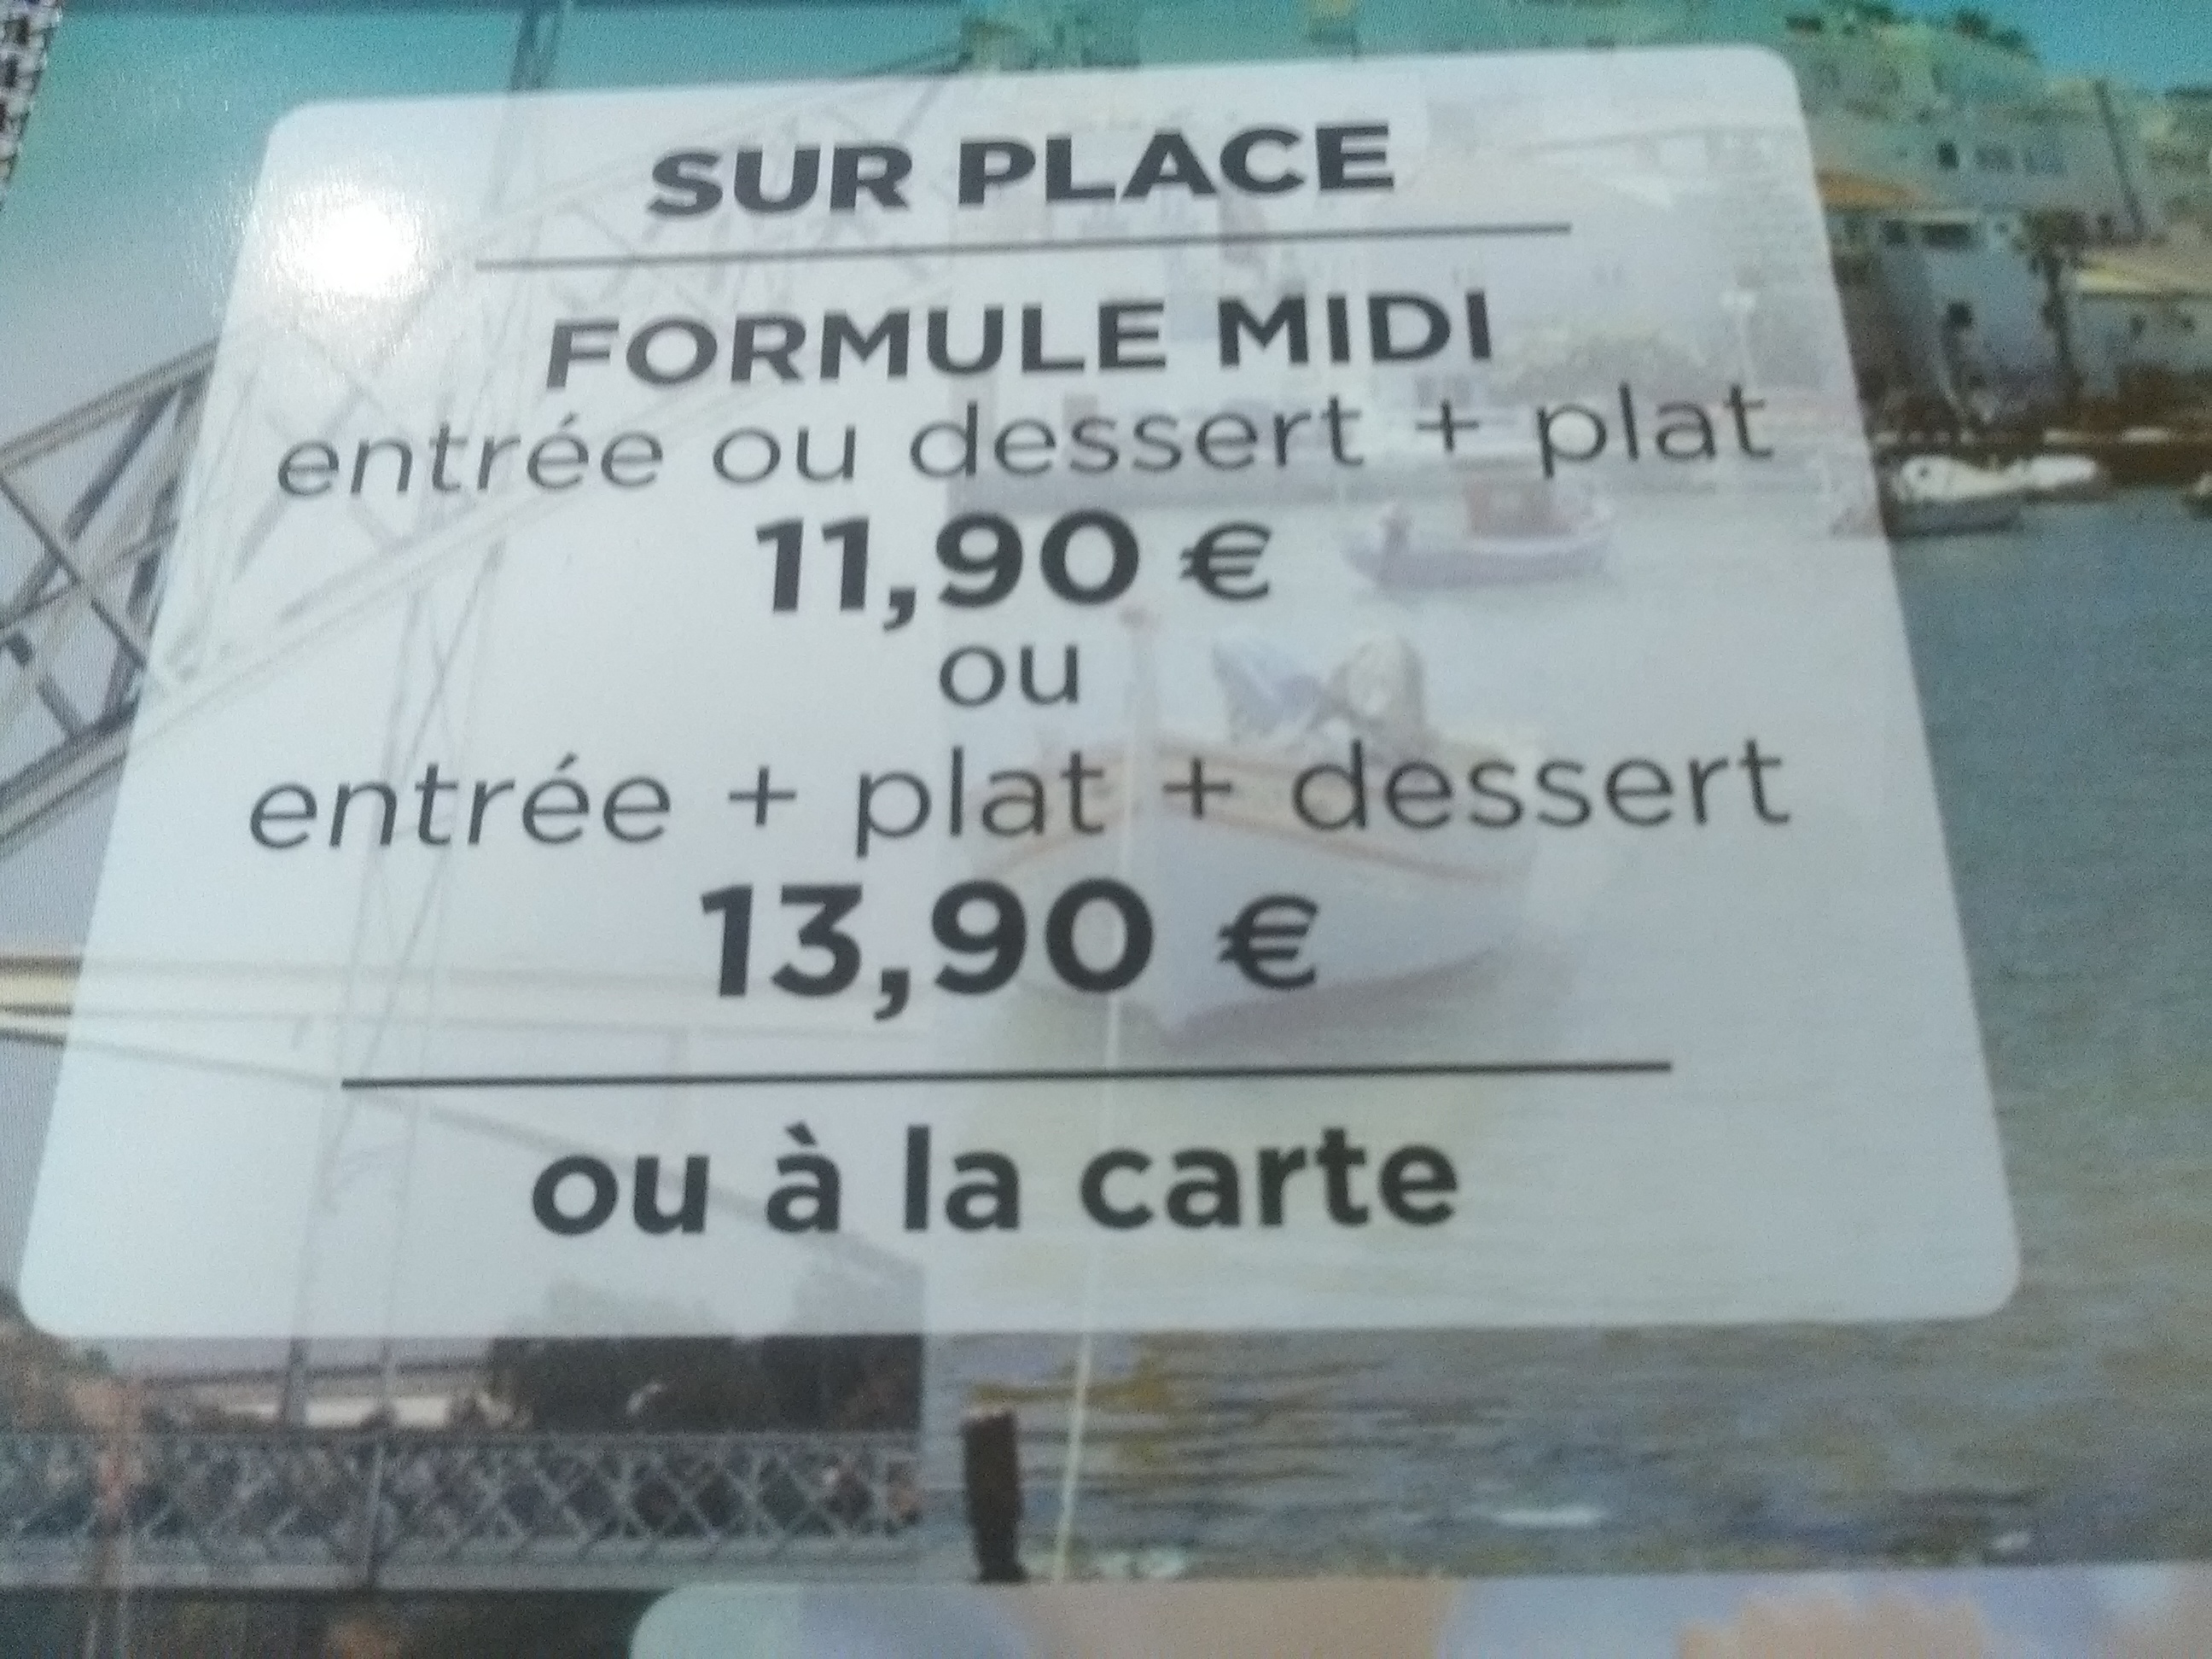 SUR PLACE
FORMULE MIDI
entrée ou dessert + plat
11,90 €
ou
entrée + plat + dessert
13,90 €
ou à la carte